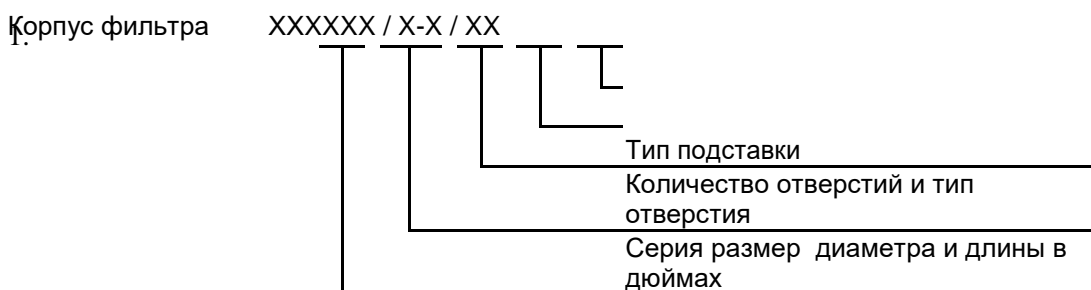 1.
Корпус фильтра XXXXXX / X-X / XX
Тип подставки
Количество отверстий и тип
отверстия
Серия размер диаметра и длины в
дюймах